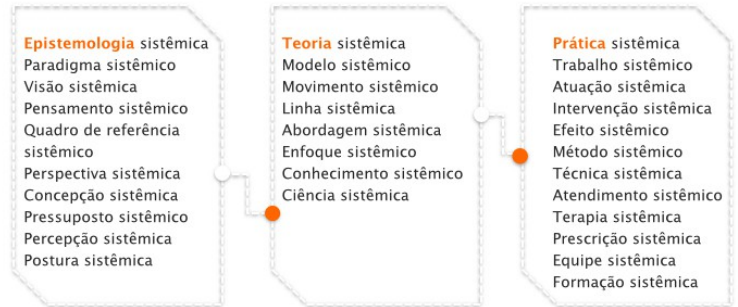 Epistemologia sistêmica
Paradigma sistêmico
Visão sistêmica
Pensamento sistêmico
Quadro de referência
sistêmico
Perspectiva sistêmica
Concepção sistêmica
Pressuposto sistêmico
Percepção sistêmica
Postura sistêmica
Teoria sistêmica
Modelo sistêmico
Movimento sistêmico
Linha sistêmica
Abordagem sistêmica
Enfoque sistêmico
Conhecimento sistêmico
Ciência sistêmica
Prática sistêmica
Trabalho sistêmico
Atuação sistêmica
Intervenção sistêmica
Efeito sistêmico
Método sistêmico
Técnica sistêmica
Atendimento sistêmico
Terapia sistêmica
Prescrição sistêmica
Equipe sistêmica
Formação sistêmica